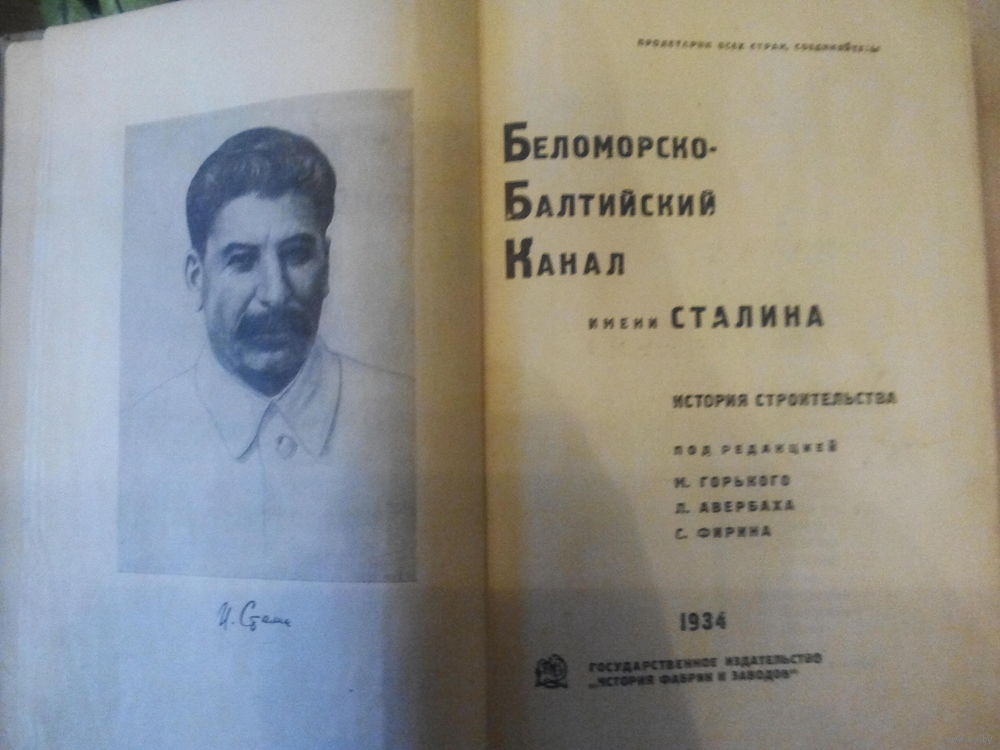 ПРОЛЕТАРИИ ВСЕХ СТРАН, СОЕДИНЯЙТЕСЬ!
БЕЛОМОРСКО-
БАЛТИЙСКИЙ
КАНАЛ
ИМЕНИ СТАЛИНА
ИСТОРИЯ СТРОИТЕЛЬСТВА
ПОД РЕДАКЦИЕЙ
М. ГОРЬКОГО
Л. АВЕРБАХА
С. ФИРИНА
1934
ГОСУДАРСТВЕННОЕ ИЗДАТЕЛЬСТВО
„ИСТОРИЯ ФАБРИК И ЗАВОДОВ"
И. Сталин